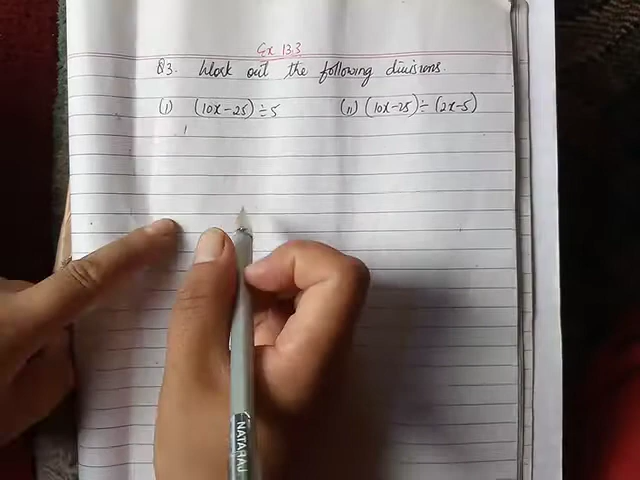 Ex 13.3
Q3. Work out the following divisions.
(i) (10x-25)÷5 (ii) (10x-25)÷(2x-5)
NATARAJ